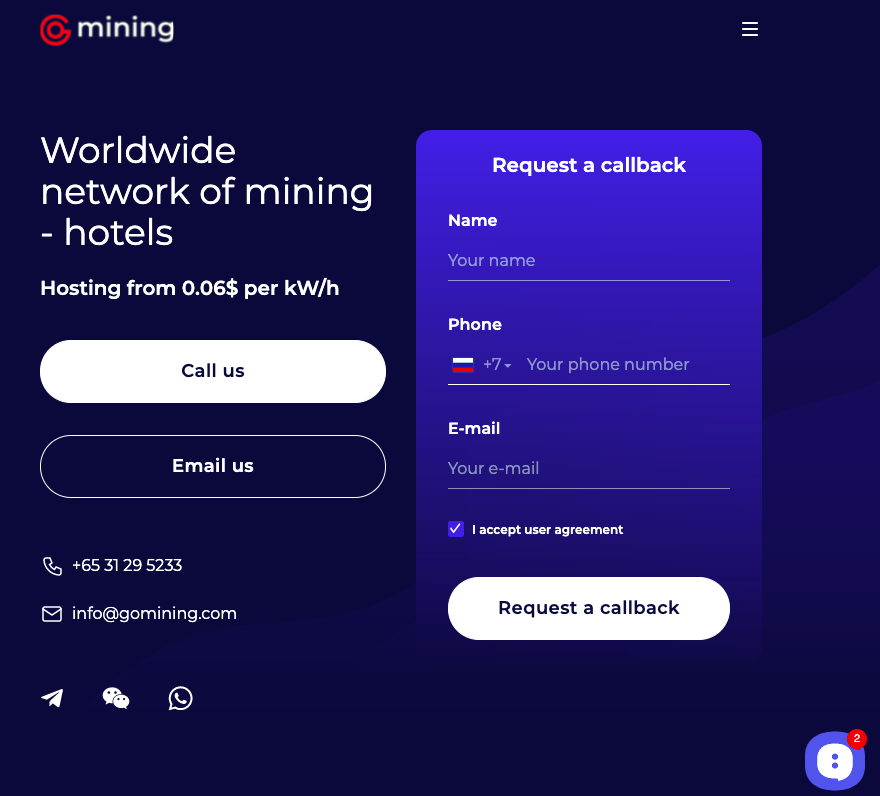 mining
Worldwide
network of mining
- hotels
Hosting from 0.06$ per kW/h
Call us
Email us
+65 31 29 5233
info@gomining.com
Request a callback
Name
Your name
Phone
+7 Your phone number
E-mail
Your e-mail
I accept user agreement
Request a callback
2